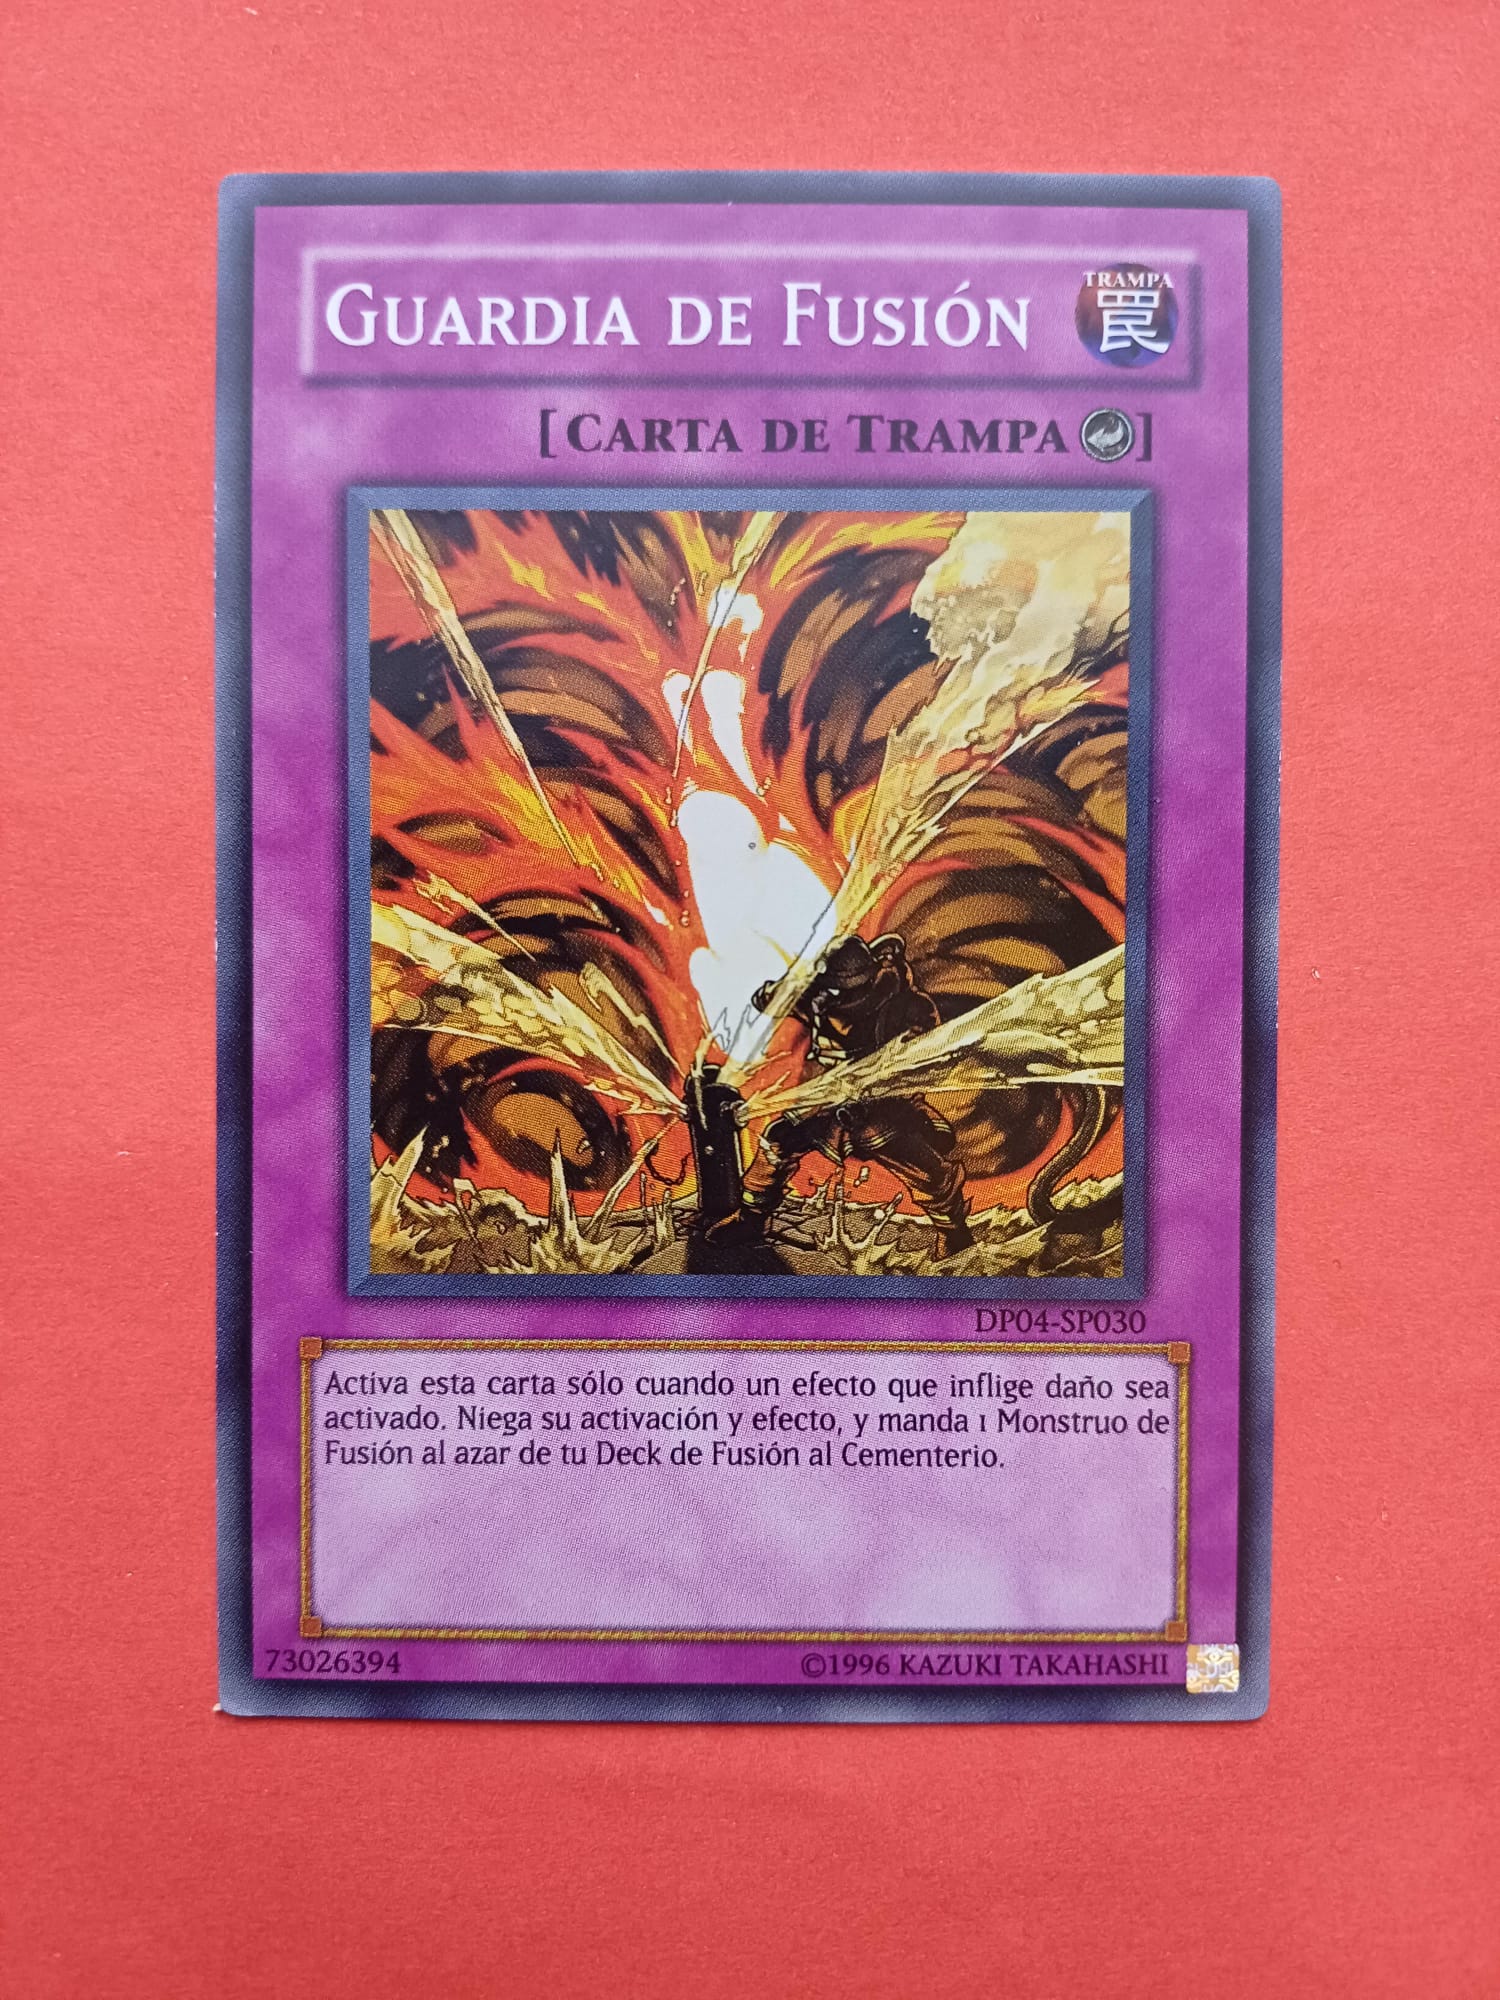 GUARDIA DE FUSIÓN
TRAMPA
罠
[CARTA DE TRAMPA]
DP04-SP030
Activa esta carta sólo cuando un efecto que inflige daño sea
activado. Niega su activación y efecto, y manda 1 Monstruo de
Fusión al azar de tu Deck de Fusión al Cementerio.
73026394
©1996 KAZUKI TAKAHASHI